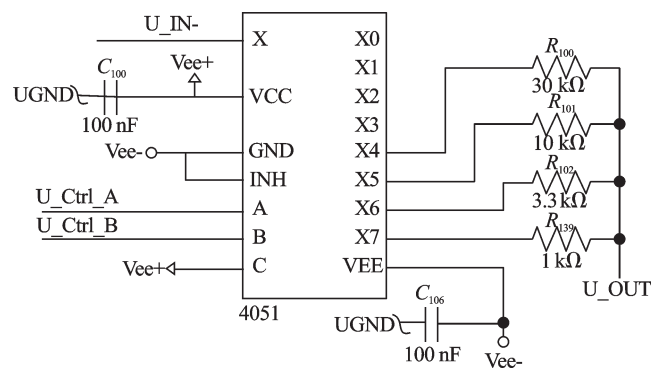 U_IN-
X
X0
R100
X1
Vee+
C100
30 kΩ
UGND
VCC
X2
R101
100 nF
X3
10 kΩ
Vee-
GND
X4
INH
X5
R102
U_Ctrl_A
A
X6
3.3 kΩ
U_Ctrl_B
B
X7
R139
Vee+
C
VEE
1 kΩ
U_OUT
4051
C106
UGND
100 nF
Vee-